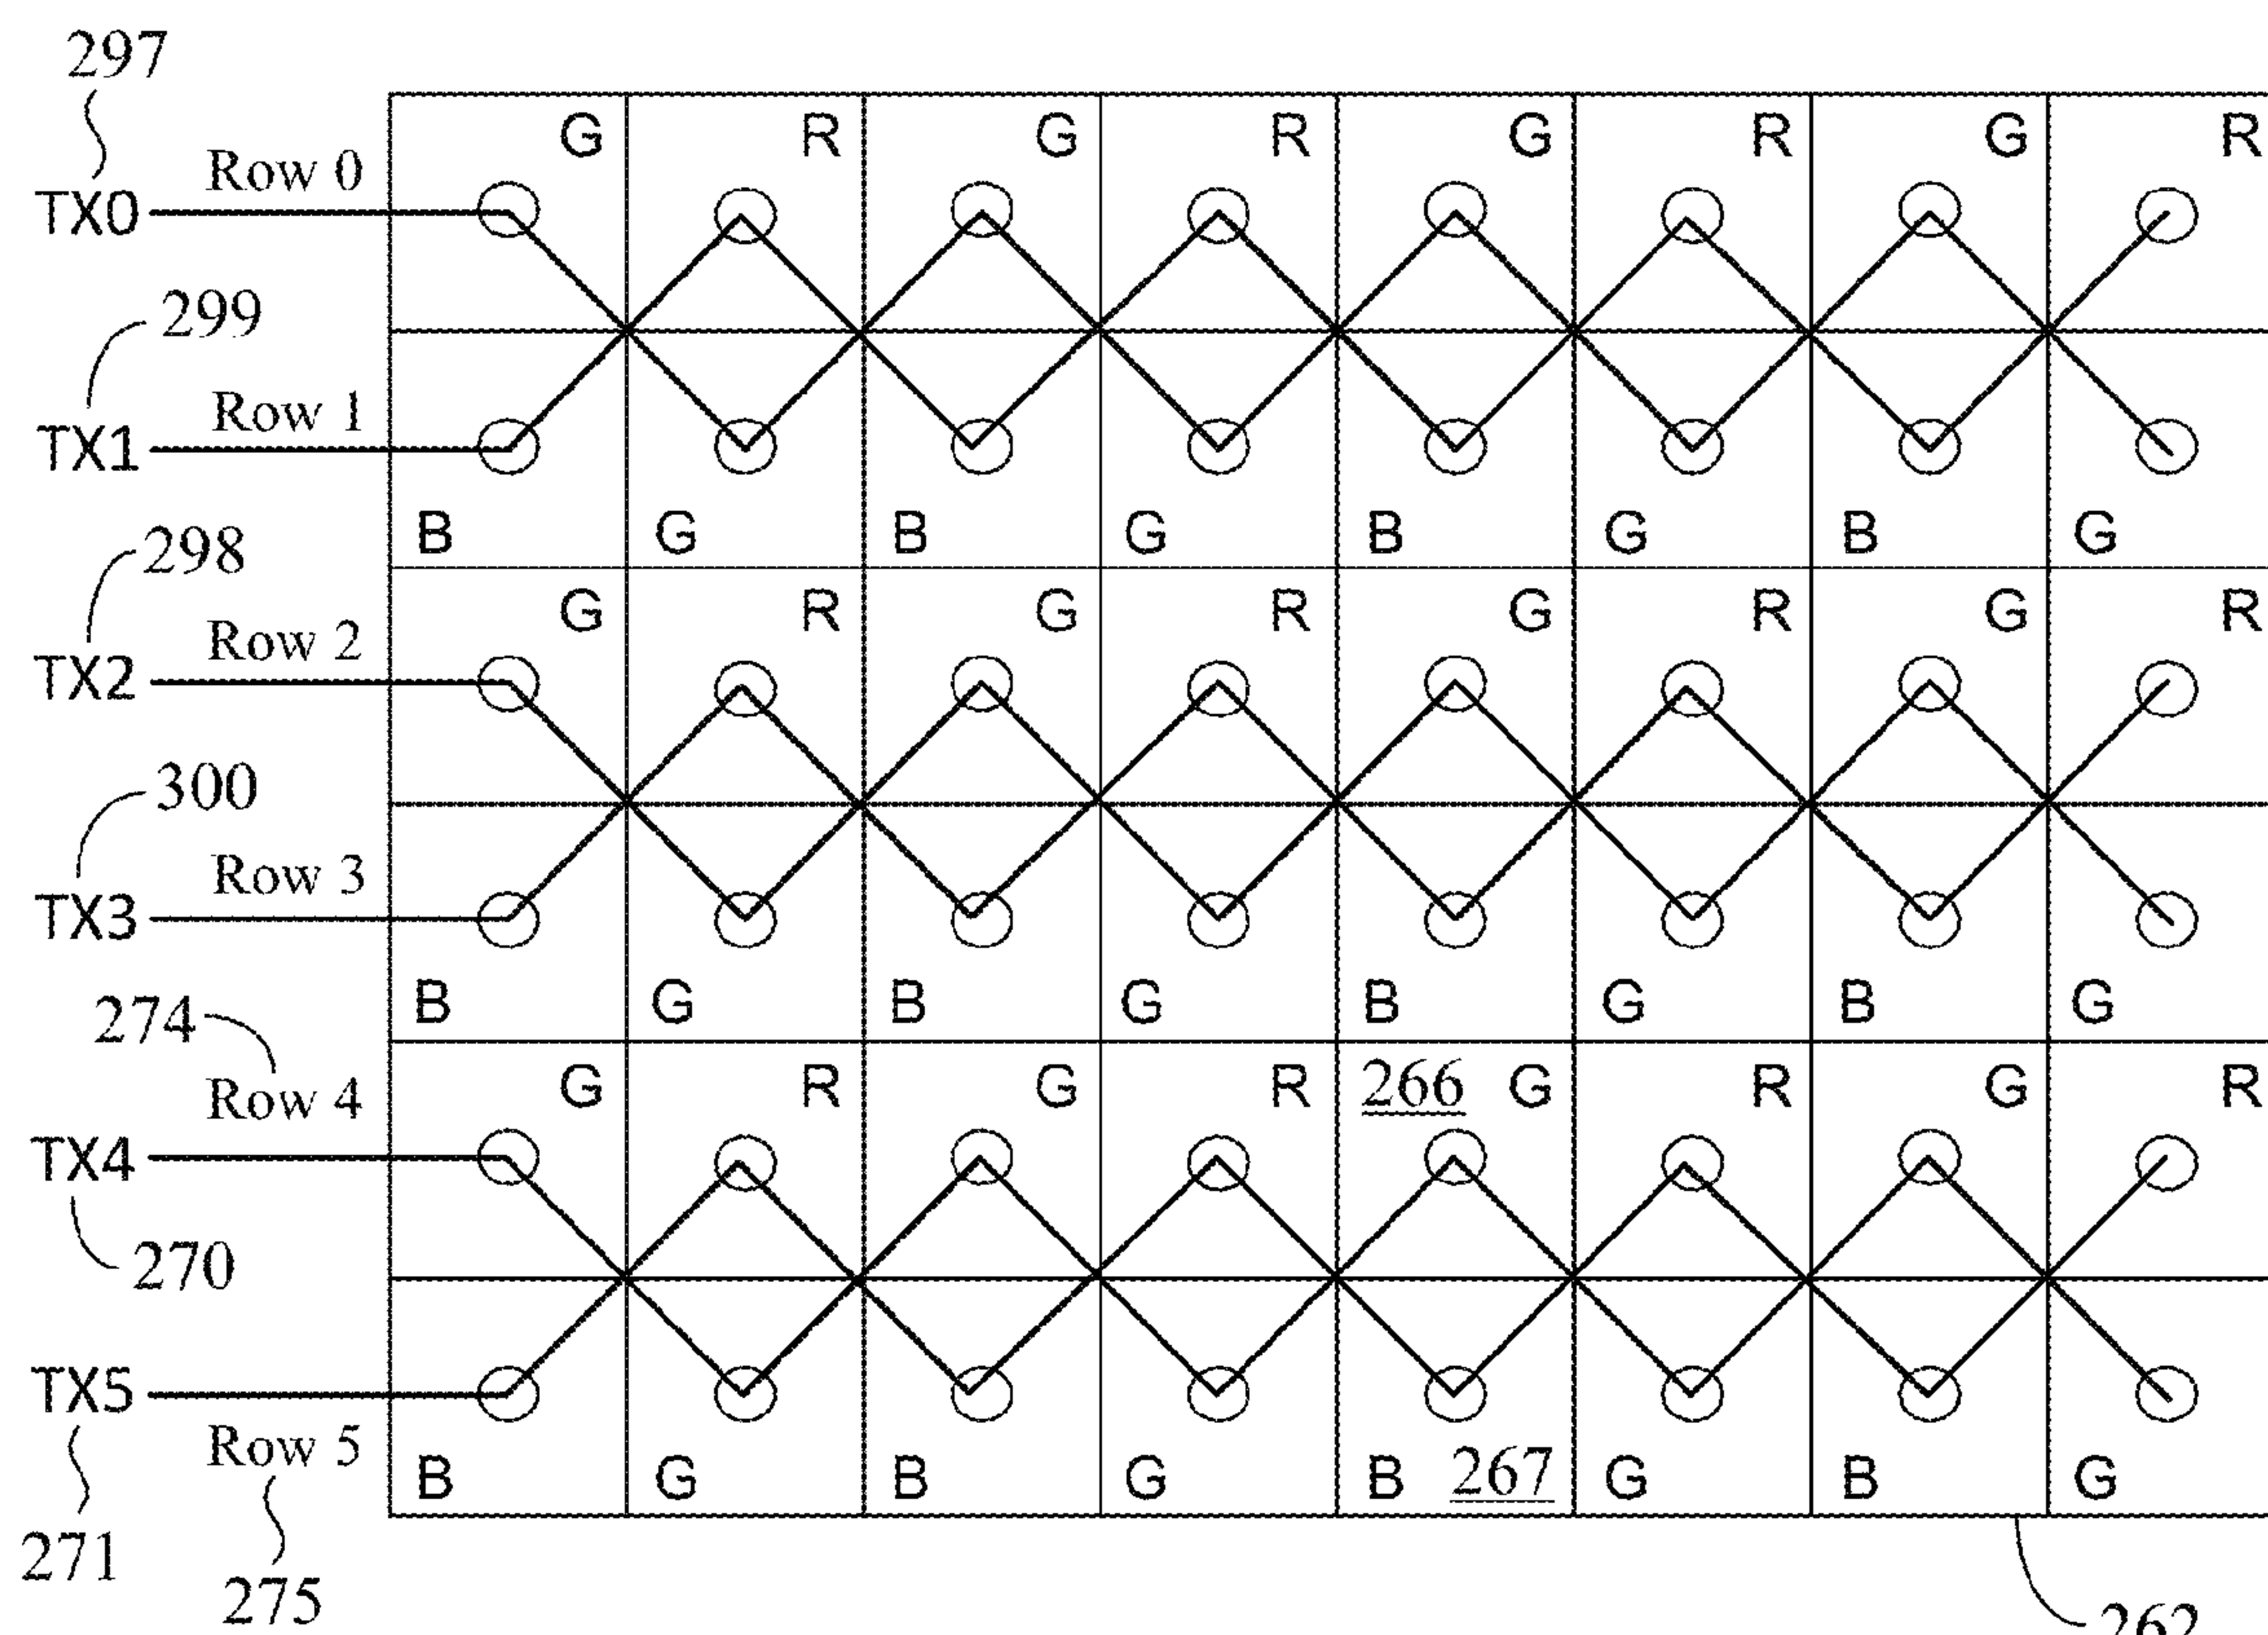 297
G R G R G R G R
Row 0
TX0
299
Row 1
TX1
B G B G B G B G
298
G R G R G R G R
Row 2
TX2
300
Row 3
TX3
B G B G B G B G
274
G R G R 266 G R G R
Row 4
TX4
270
TX5
Row 5
B G B G B 267 G B G
271
275
262